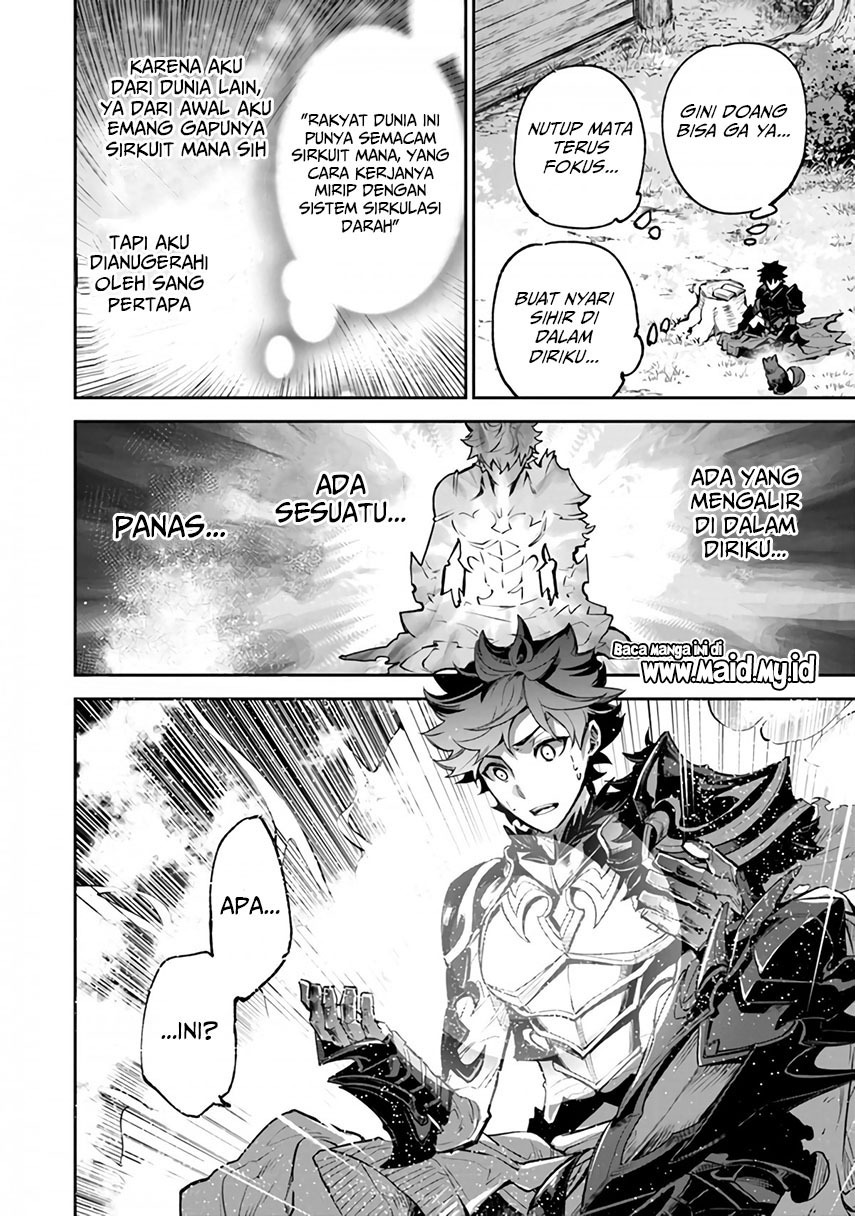 GINI DOANG
BISA GA YA...
NUTUP MATA
TERUS
FOKUS...
BUAT NYARI
SIHIR DI
DALAM
DIRIKU...
"RAKYAT DUNIA INI
PUNYA SEMACAM
SIRKUIT MANA, YANG
CARA KERJANYA
MIRIP DENGAN
SISTEM SIRKULASI
DARAH"
KARENA AKU
DARI DUNIA LAIN,
YA DARI AWAL AKU
EMANG GAPUNYA
SIRKUIT MANA SIH
TAPI AKU
DIANUGERAHI
OLEH SANG
PERTAPA
ADA YANG
MENGALIR
DI DALAM
DIRIKU...
ADA
SESUATU...
PANAS...
Baca Manga ini di
www.Maid.My.id
APA...
...INI?